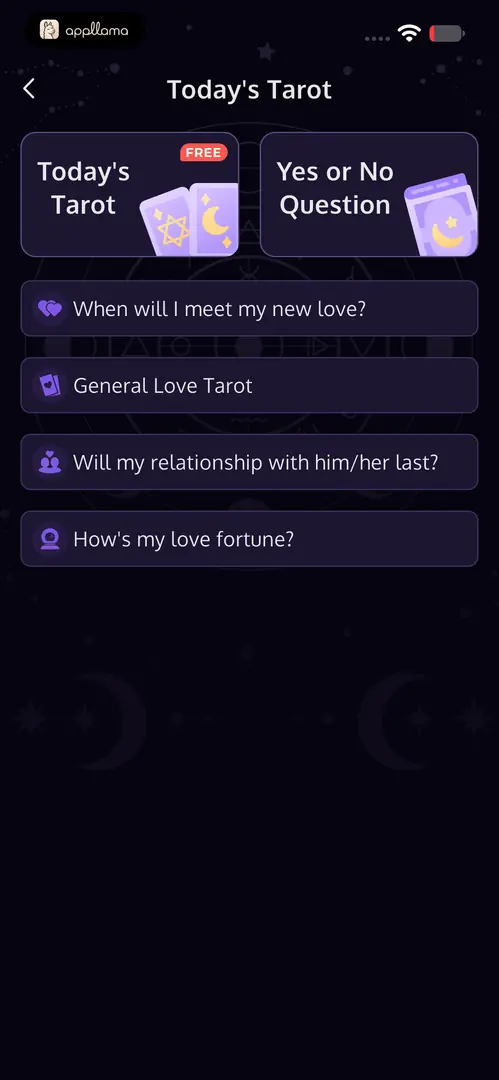 appllama
Today's Tarot
FREE
Today's
Tarot
Yes or No
Question
When will I meet my new love?
General Love Tarot
Will my relationship with him/her last?
How's my love fortune?